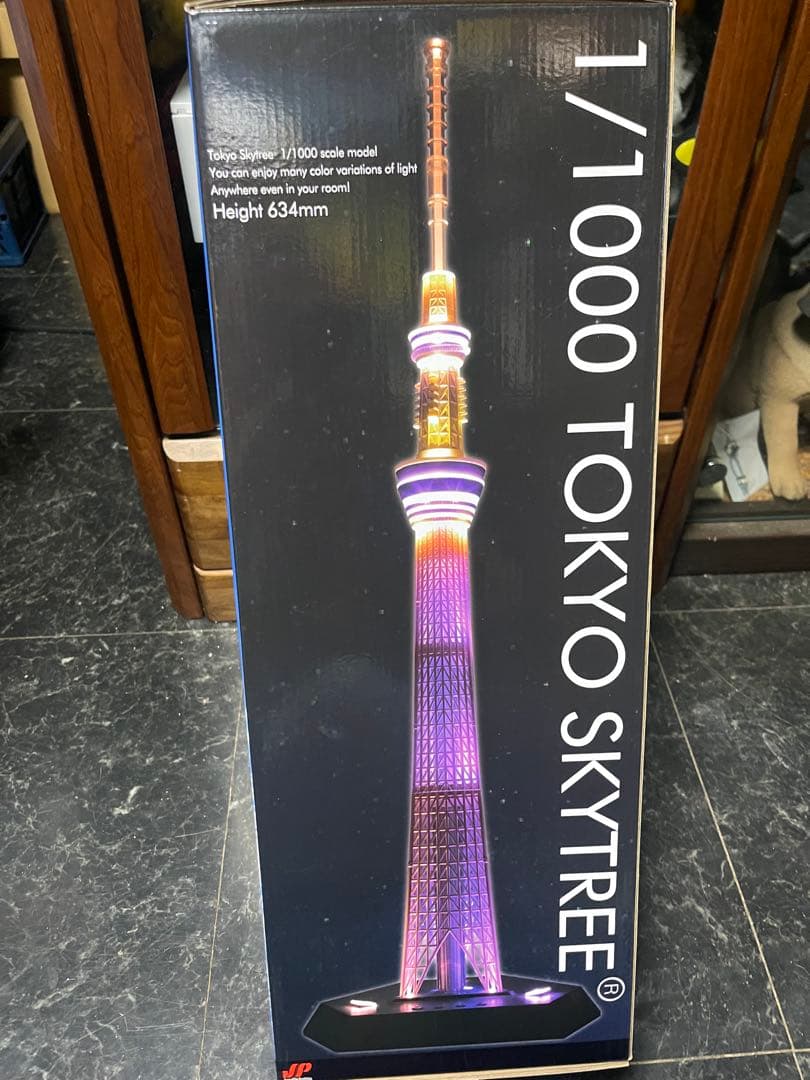 Tokyo Skytree® 1/1000 scale model
You can enjoy many color variations of light
Anywhere even in your room!
Height 634mm
1/1000 TOKYO SKYTREE®
JP